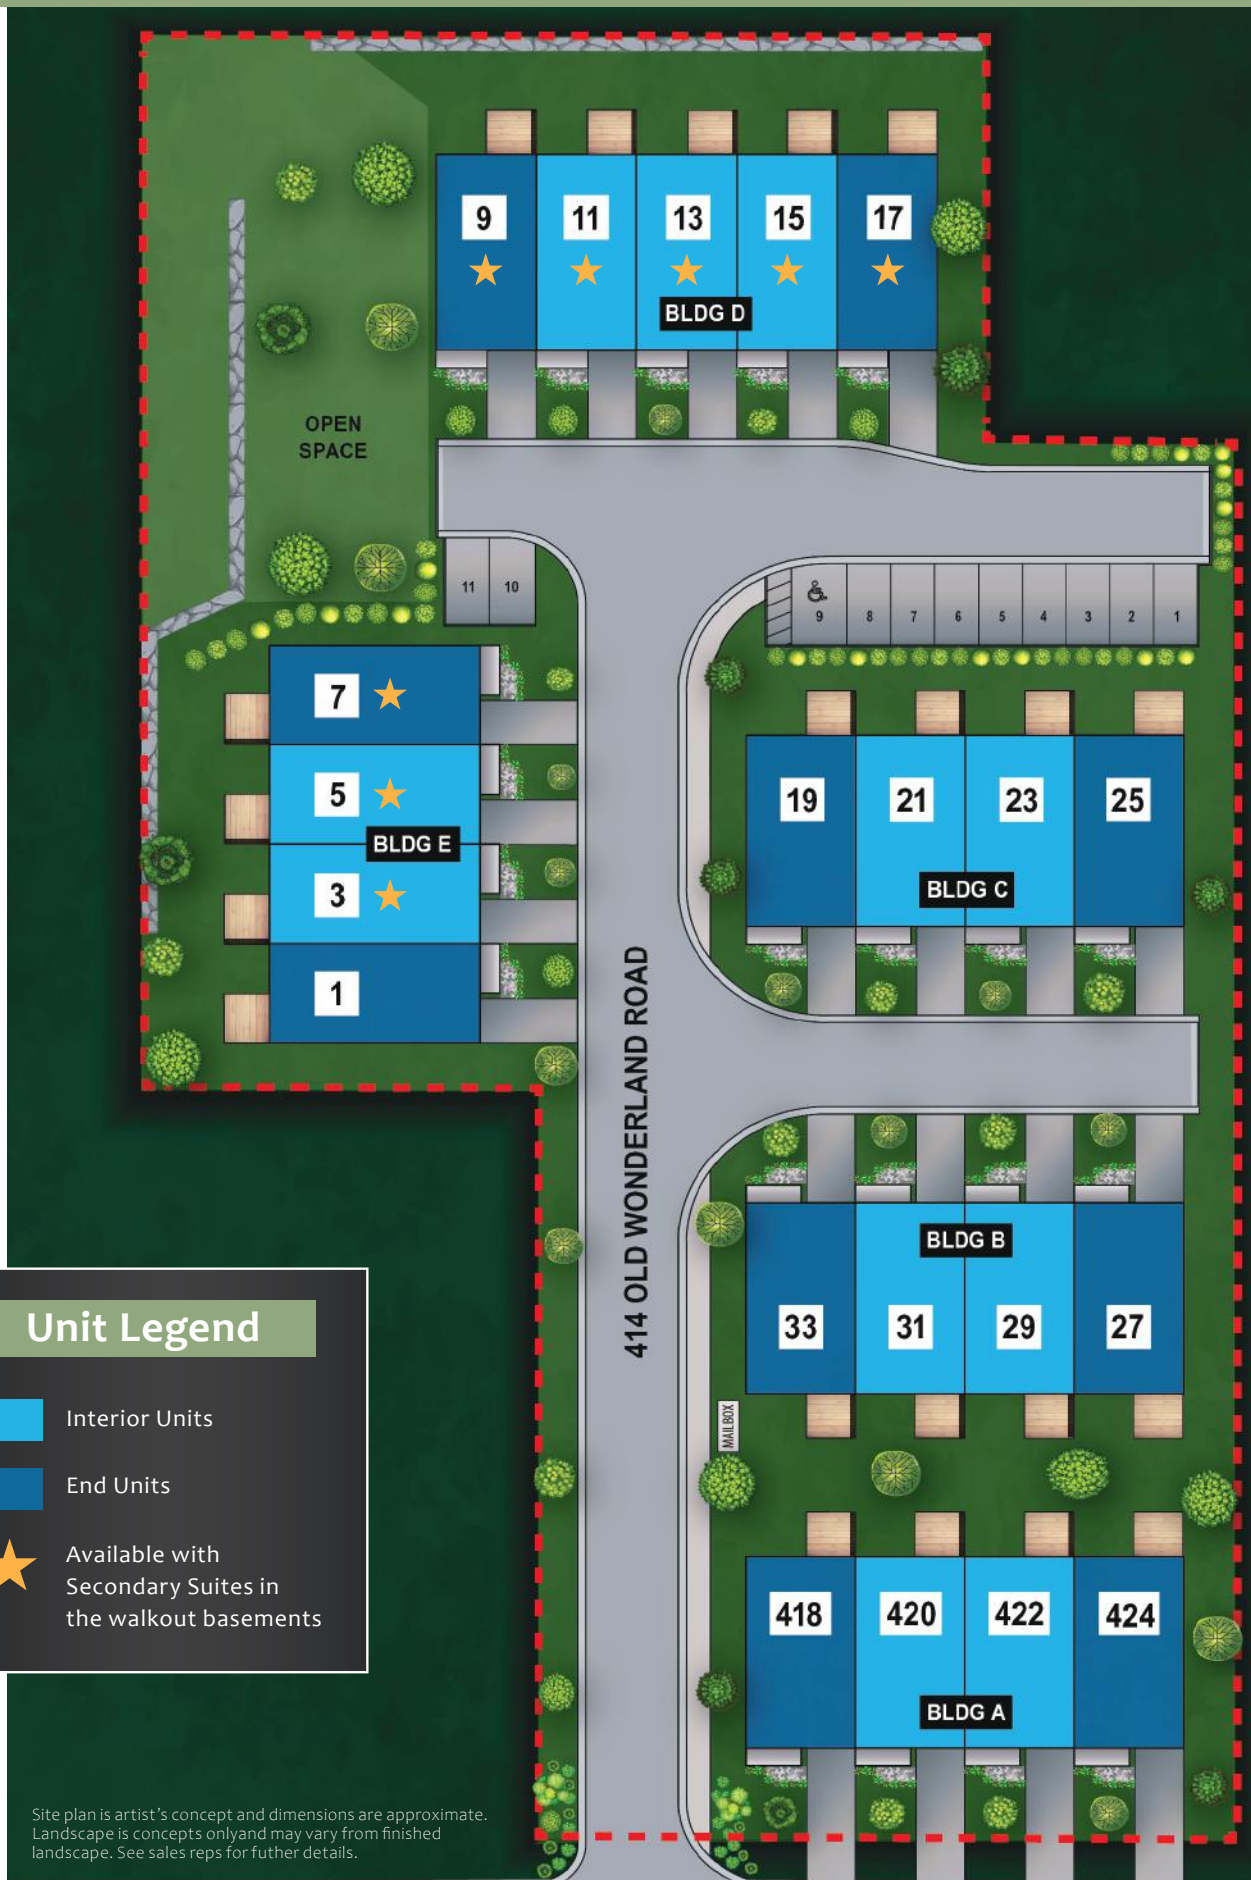 9
11
13
15
17
BLDG D
OPEN
SPACE
11
10
9
8
7
6
5
4
3
2
1
7
5
BLDG E
3
1
19
21
23
25
BLDG C
414 OLD WONDERLAND ROAD
BLDG B
33
31
29
27
MAILBOX
418
420
422
424
BLDG A
Unit Legend
Interior Units
End Units
Available with
Secondary Suites in
the walkout basements
Site plan is artist's concept and dimensions are approximate.
Landscape is concepts onlyand may vary from finished
landscape. See sales reps for futher details.